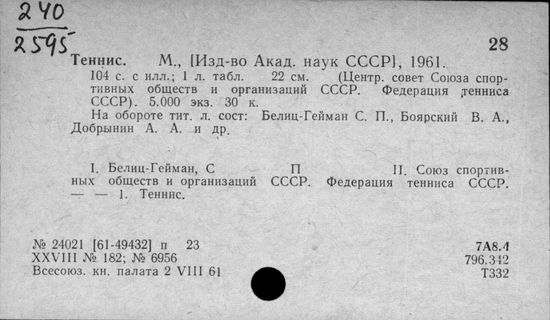 240
2595
28
Теннис. М., [Изд-во Акад. наук СССР], 1961.
104 с. с илл.; 1 л. табл. 22 см. (Центр. совет Союза спор-
тивных обществ и организаций СССР. Федерация тенниса
СССР). 5.000 экз. 30 к.
На обороте тит. л. сост: Белиц-Гейман С. П., Боярский В. А.,
Добрынин А. А. и др.
I. Белиц-Гейман, С П II. Союз спортив-
ных обществ и организаций СССР. Федерация тенниса СССР.
— — 1. Теннис.
№ 24021 [61-49432] п 23 7А8.4
XXVIII № 182; № 6956 796.342
Всесоюз. кн. палата 2 VIII 61 Т332